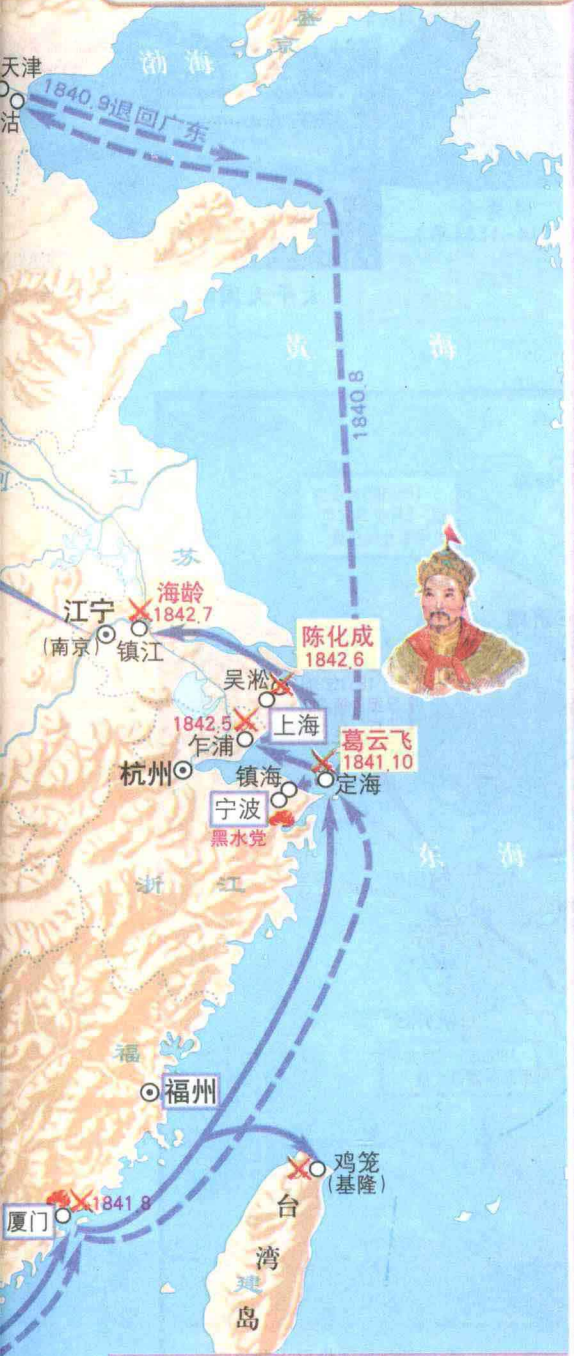 盛
京
渤 海
天津
沽
1840.9退回广东
黄 海
1840.8
江
苏
海龄
1842.7
江宁
(南京)
镇江
陈化成
1842.6
吴淞
上海
1842.5
乍浦
葛云飞
1841.10
杭州
镇海
定海
宁波
黑水党
东 海
浙 江
福
福州
鸡笼
(基隆)
1841.8
厦门
台
湾
建
岛